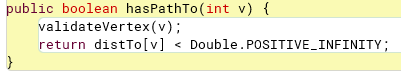 public boolean hasPathTo(int v) {
    validateVertex(v);
    return distTo[v] < Double.POSITIVE_INFINITY;
}